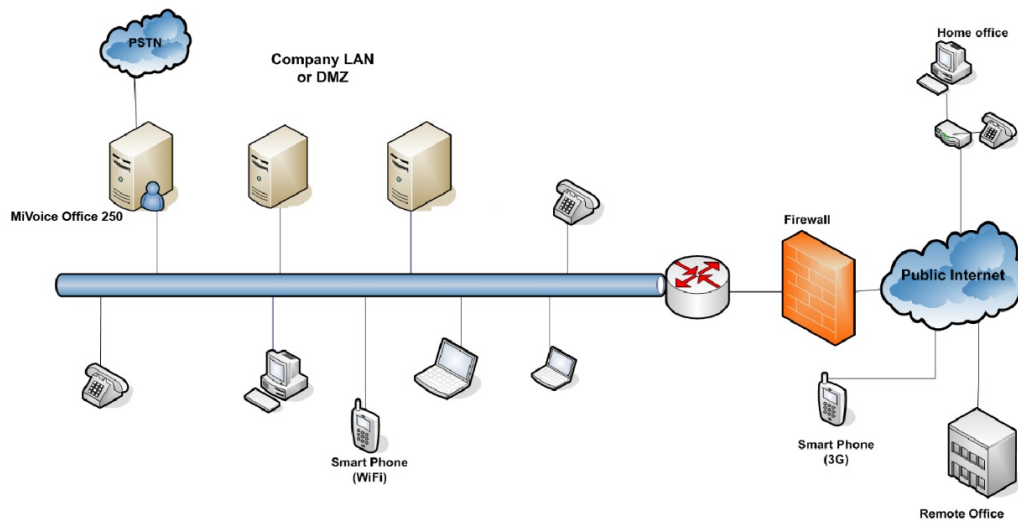 PSTN
Company LAN
or DMZ
Home office
MiVoice Office 250
Firewall
Public Internet
Smart Phone
(WiFi)
Smart Phone
(3G)
Remote Office